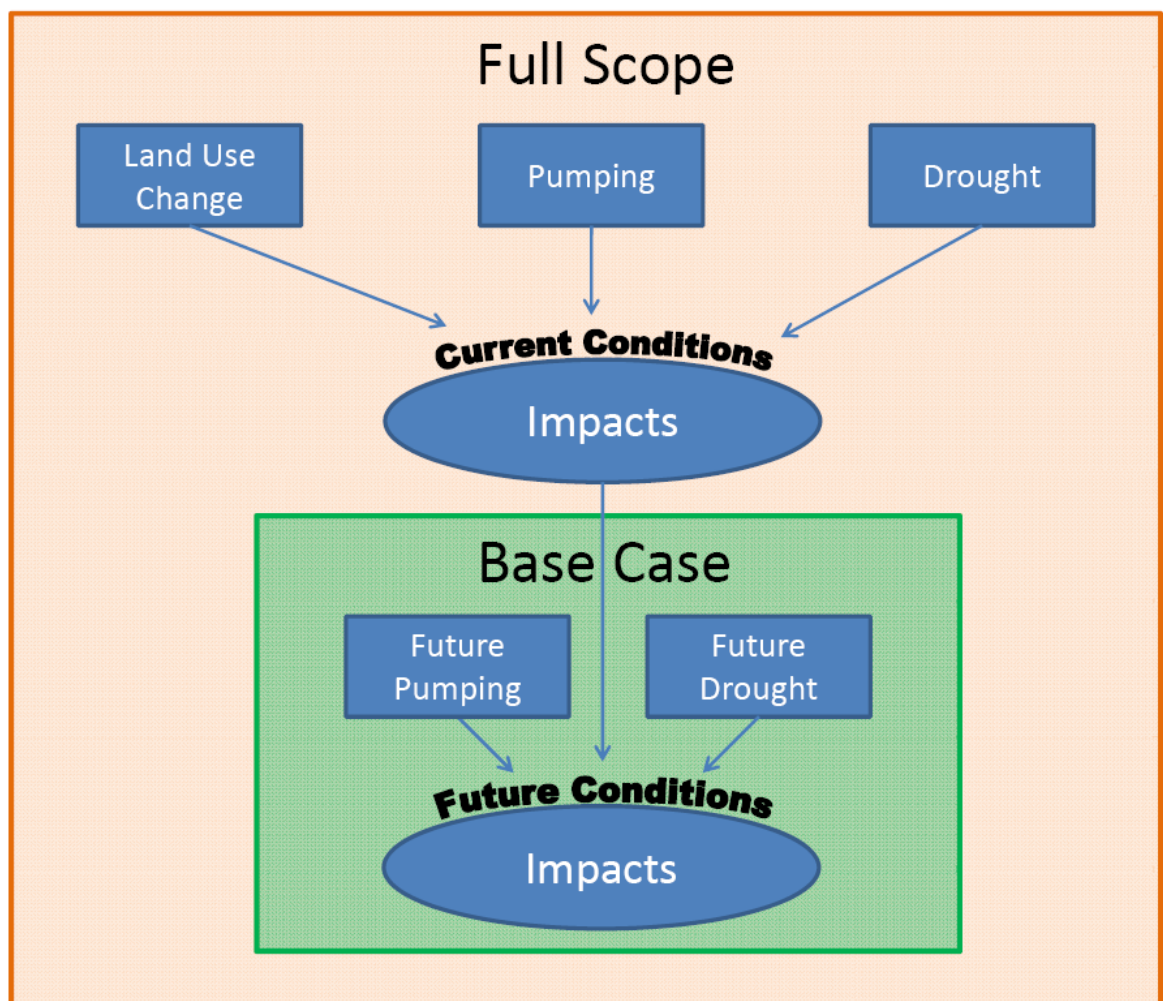 Full Scope
Land Use
Change
Pumping
Drought
Current Conditions
Impacts
Base Case
Future
Pumping
Future
Drought
Future Conditions
Impacts